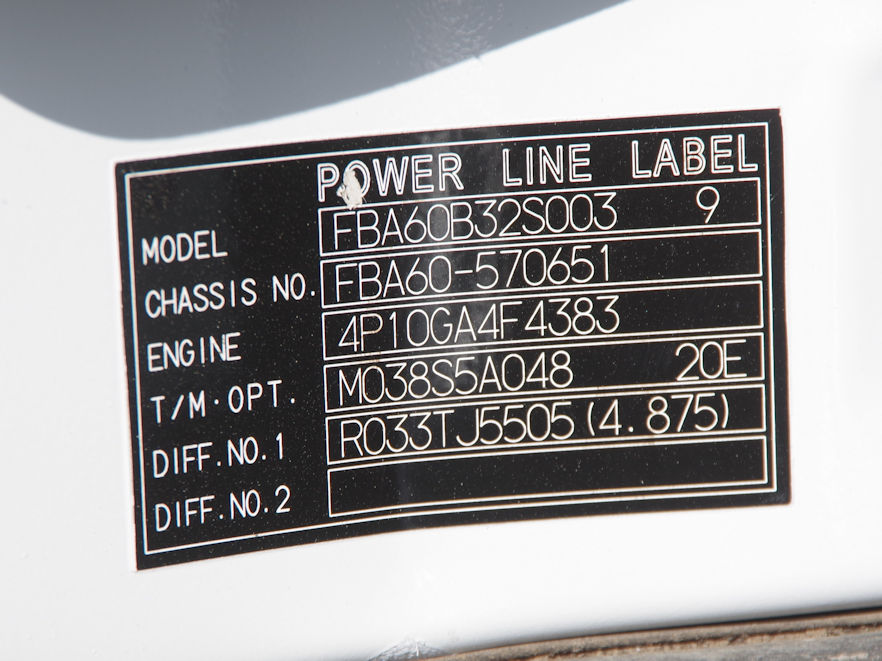 POWER LINE LABEL
MODEL FBA60B32S003 9
CHASSIS NO. FBA60-570651
ENGINE 4P10GA4F4383
T/M·OPT. M038S5A048 20E
DIFF.NO.1 R033TJ5505(4.875)
DIFF.NO.2